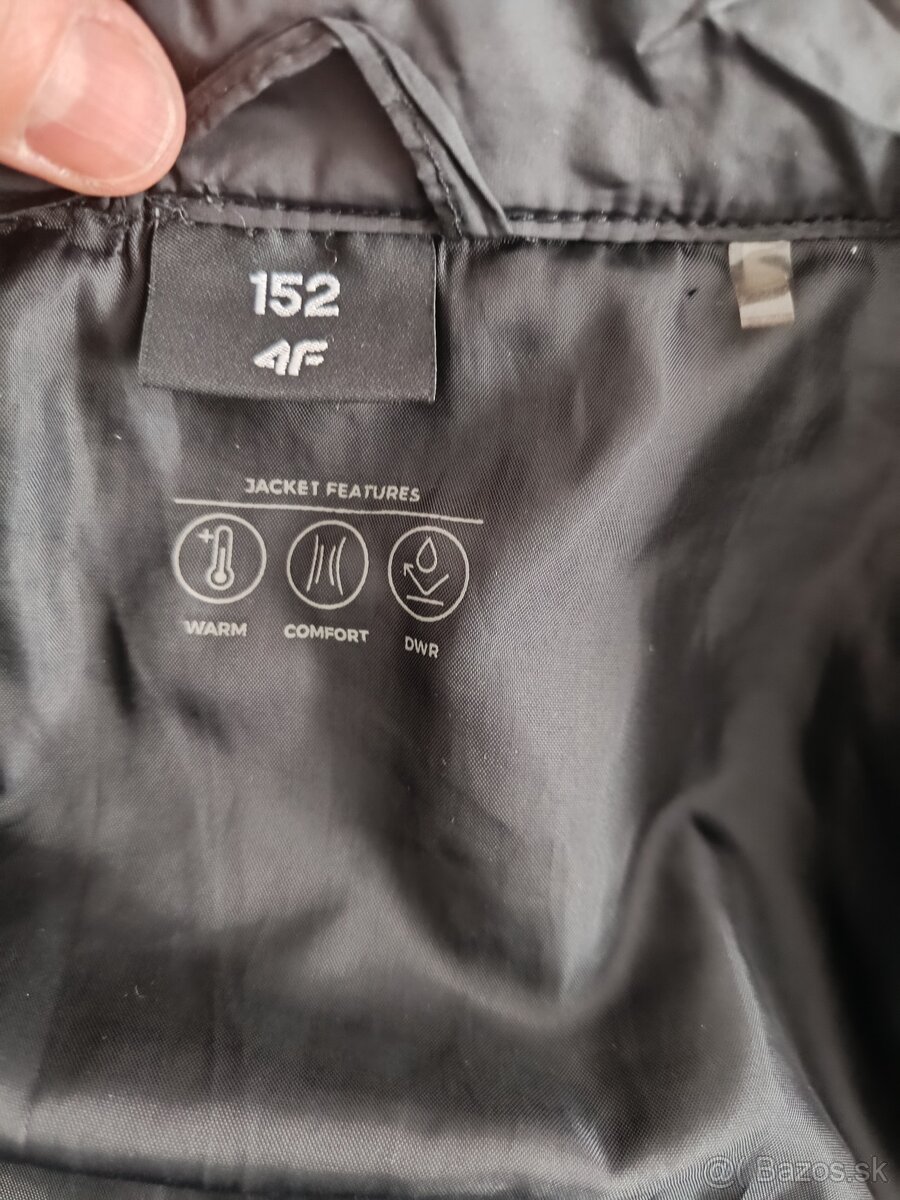 152
4F
JACKET FEATURES
WARM
COMFORT
DWR
@ Bazos.sk